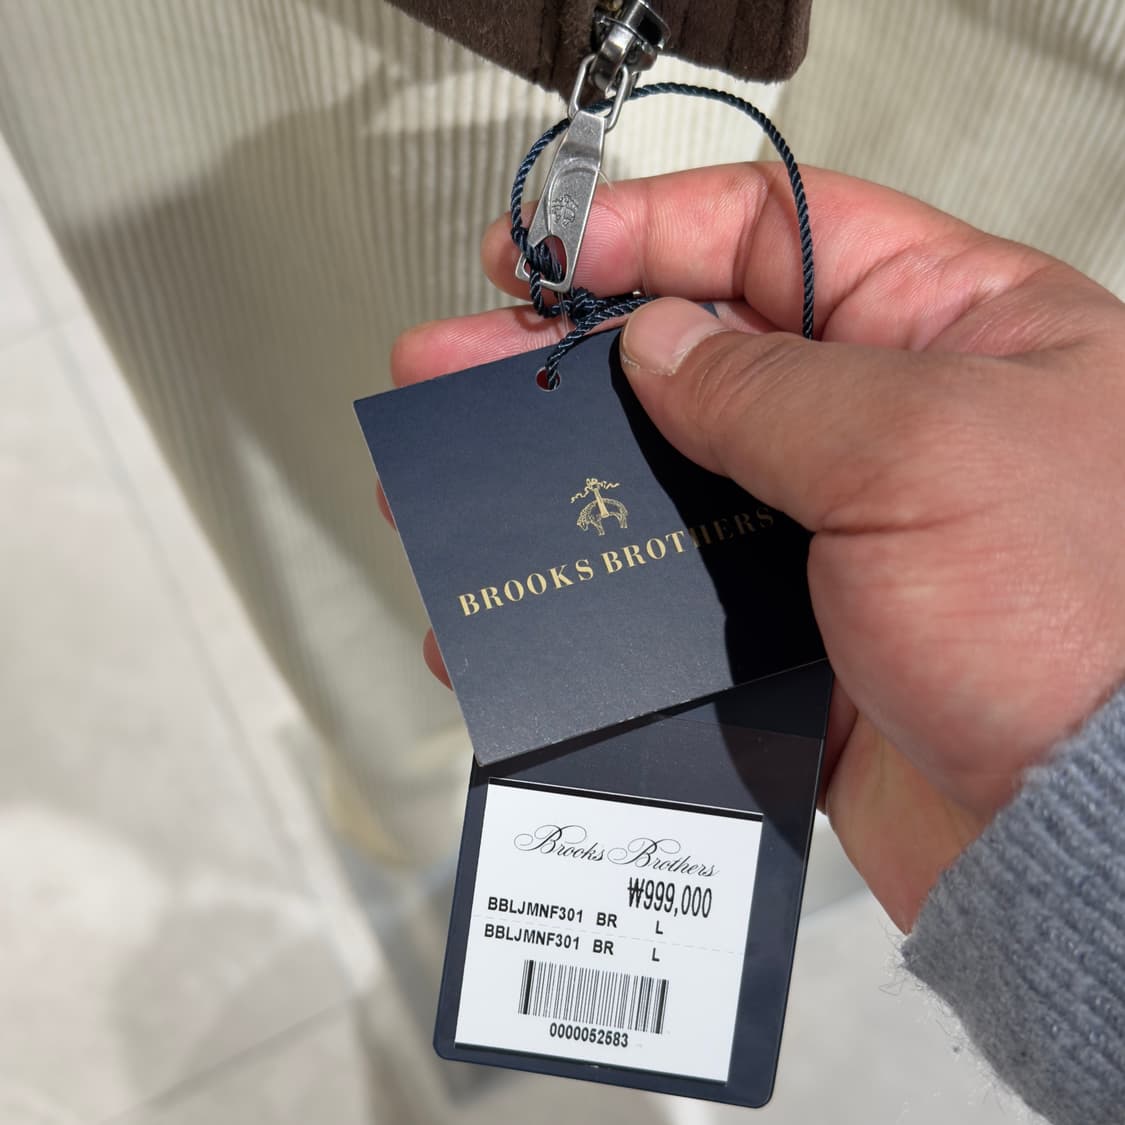 BROOKS BROTHERS
Brooks Brothers
₩999,000
BBLJMNF301 BR L
BBLJMNF301 BR L
0000052583